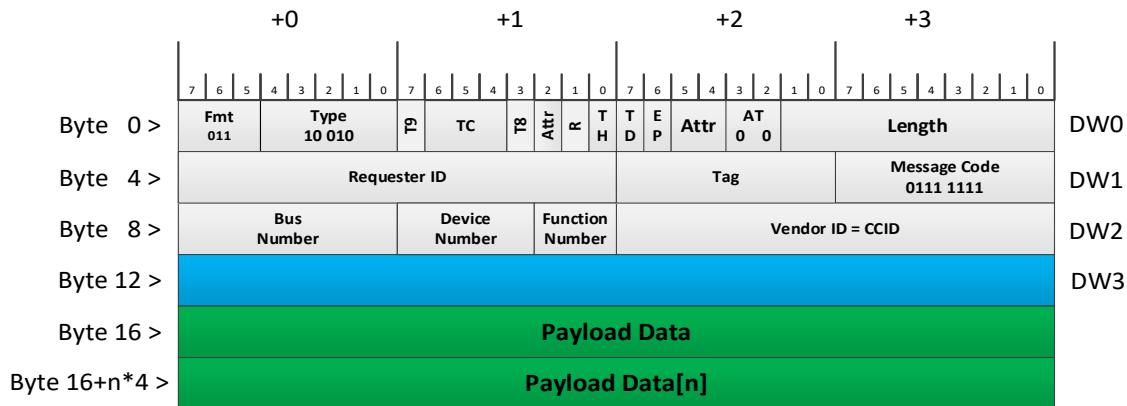 +0 +1 +2 +3
7 6 5 4 3 2 1 0 7 6 5 4 3 2 1 0 7 6 5 4 3 2 1 0 7 6 5 4 3 2 1 0
Byte 0 > Fmt 011 Type 10 010 T9 TC T8 Attr R TH TD EP Attr AT 0 0 Length DW0
Byte 4 > Requester ID Tag Message Code 0111 1111 DW1
Byte 8 > Bus Number Device Number Function Number Vendor ID = CCID DW2
Byte 12 > DW3
Byte 16 > Payload Data
Byte 16+n*4 > Payload Data[n]